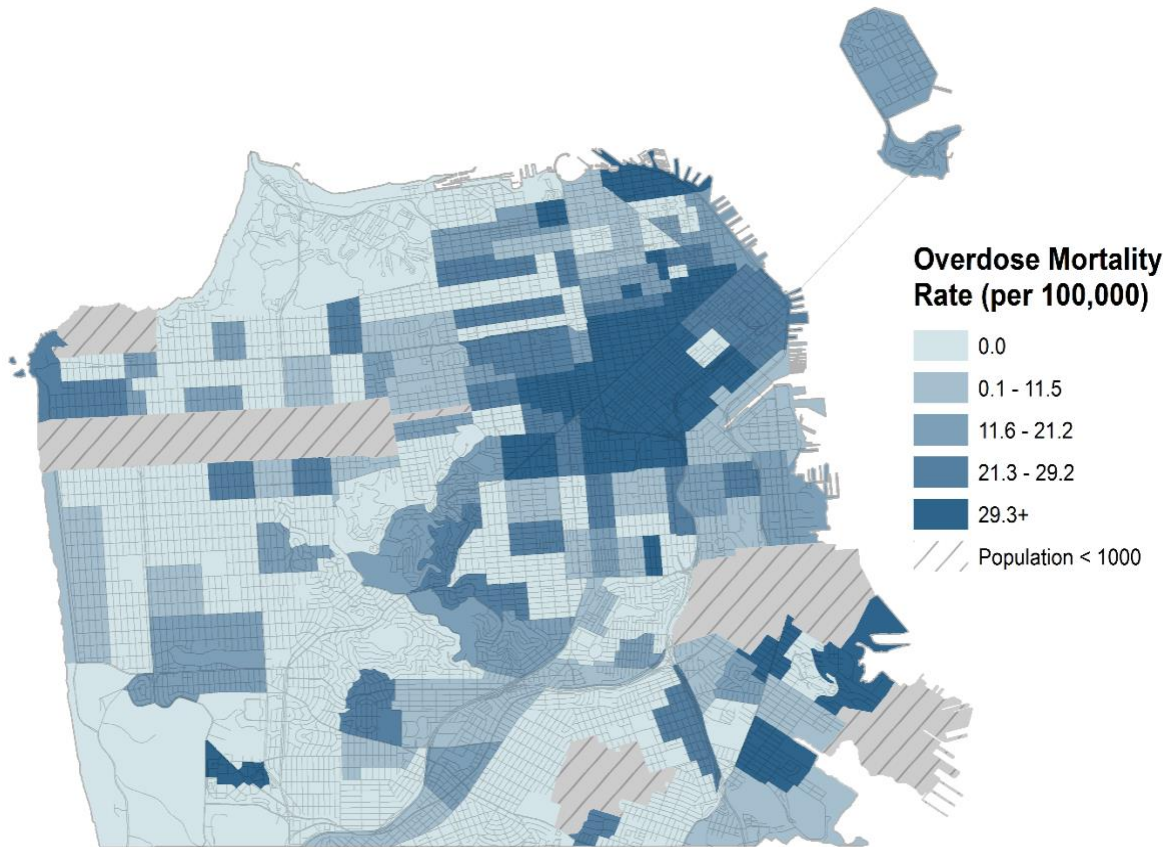 Overdose Mortality
Rate (per 100,000)
0.0
0.1 - 11.5
11.6 - 21.2
21.3 - 29.2
29.3+
Population < 1000